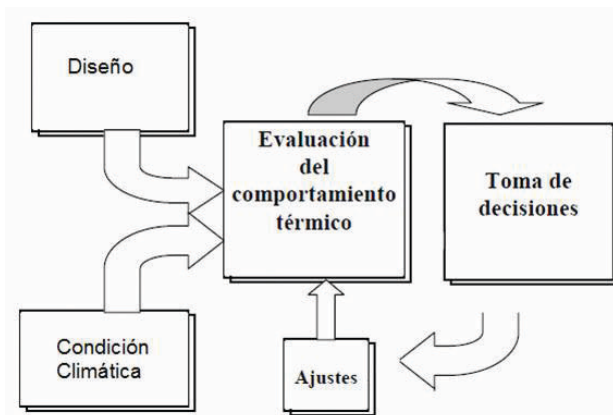 Diseño
Evaluación
del
comportamiento
térmico
Toma de
decisiones
Condición
Climática
Ajustes